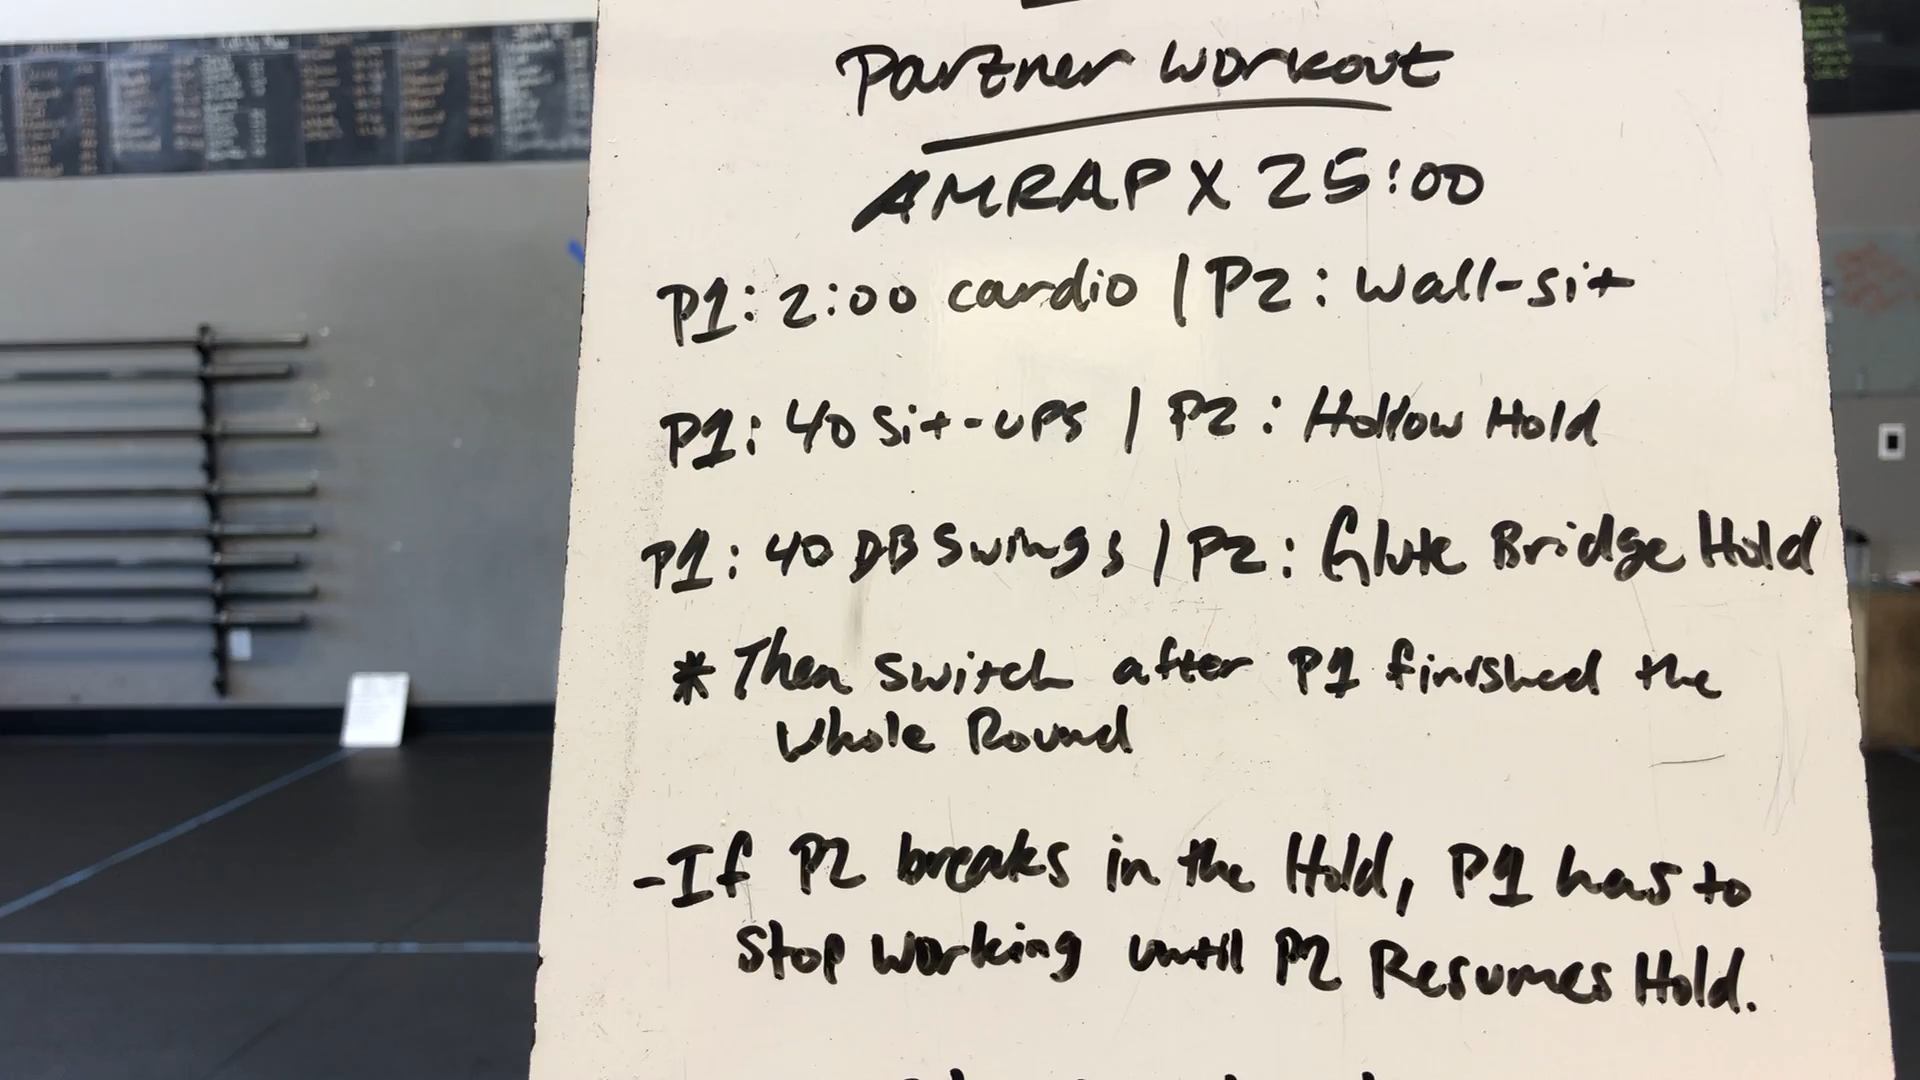 Partner Workout
AMRAP X 25:00
P1: 2:00 cardio | P2: Wall-sit
P1: 40 Sit-ups | P2: Hollow Hold
P1: 40 DB Swings | P2: Glute Bridge Hold
* Then Switch after P1 finished the
Whole Round
-If P2 breaks in the Hold, P1 has to
Stop working until P2 Resumes Hold.